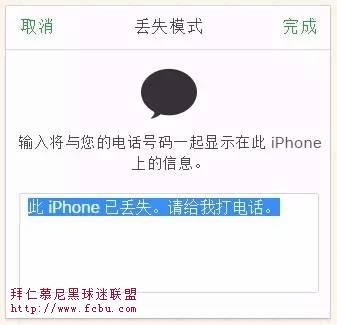 取消 丢失模式 完成
输入将与您的电话号码一起显示在此 iPhone
上的信息。
此 iPhone 已丢失。请给我打电话。
拜仁慕尼黑球迷联盟
www.fcbu.com